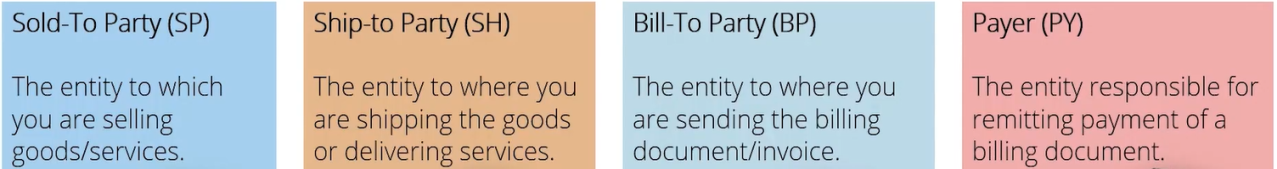 Sold-To Party (SP)
The entity to which
you are selling
goods/services.
Ship-to Party (SH)
The entity to where you
are shipping the goods
or delivering services.
Bill-To Party (BP)
The entity to where you
are sending the billing
document/invoice.
Payer (PY)
The entity responsible for
remitting payment of a
billing document.